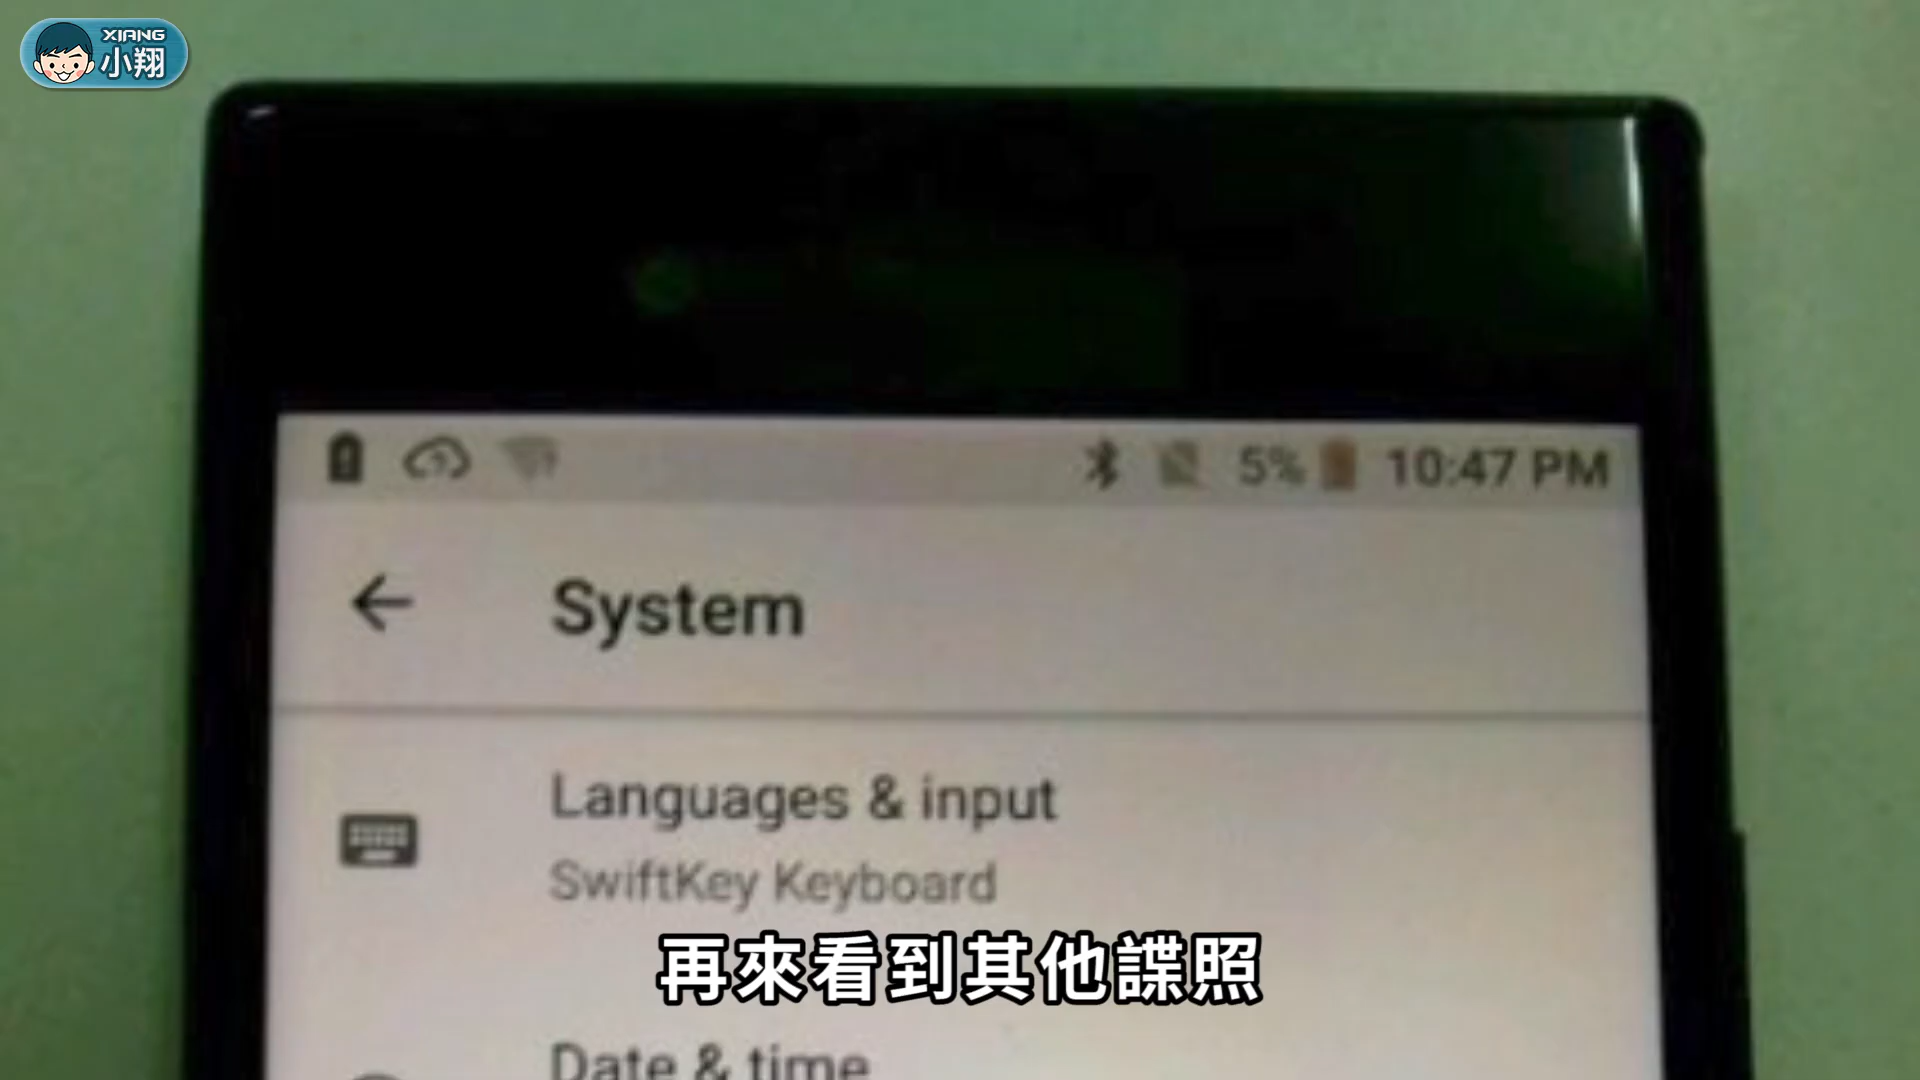 XIANG
小翔
5% 10:47 PM
System
Languages & input
SwiftKey Keyboard
再來看到其他諜照
Date & time